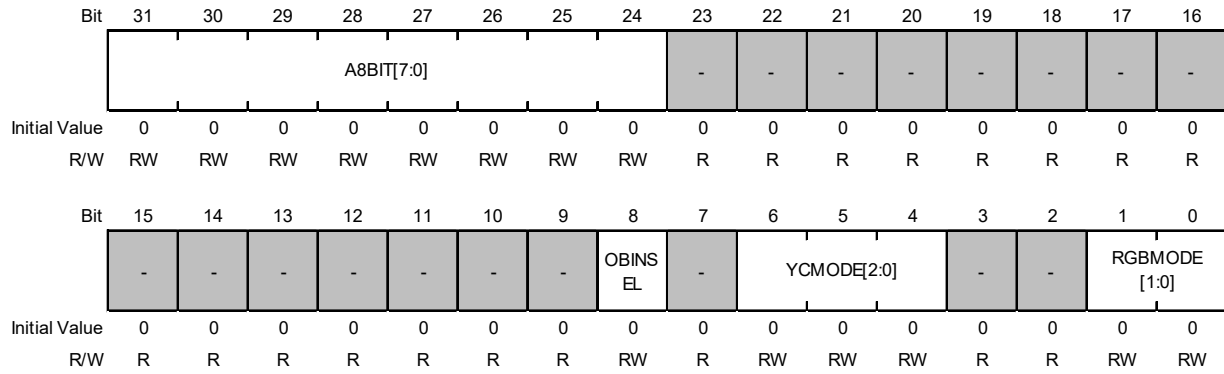 Bit 31 30 29 28 27 26 25 24 23 22 21 20 19 18 17 16
A8BIT[7:0] - - - - - - - -
Initial Value 0 0 0 0 0 0 0 0 0 0 0 0 0 0 0 0
R/W RW RW RW RW RW RW RW RW R R R R R R R R
Bit 15 14 13 12 11 10 9 8 7 6 5 4 3 2 1 0
- - - - - - - OBINS - YCMODE[2:0] - - RGBMODE
EL [1:0]
Initial Value 0 0 0 0 0 0 0 0 0 0 0 0 0 0 0 0
R/W R R R R R R R RW R RW RW RW R R RW RW